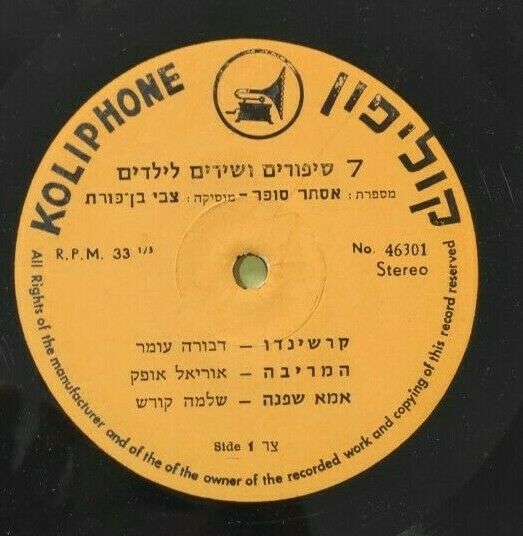 KOLIPHONE
קוליפון
7 סיפורים ושירים לילדים
מספרת: אסתר סופר - מוסיקה: צבי בן-פורת
R.P.M. 33 1/3
No. 46301
Stereo
קרשינדו – דבורה עומר
המריבה – אוריאל אופק
אמא שפנה – שלמה קורש
צד 1 Side
All Rights of the manufacturer and of the of the owner of the recorded work and copying of this record reserved